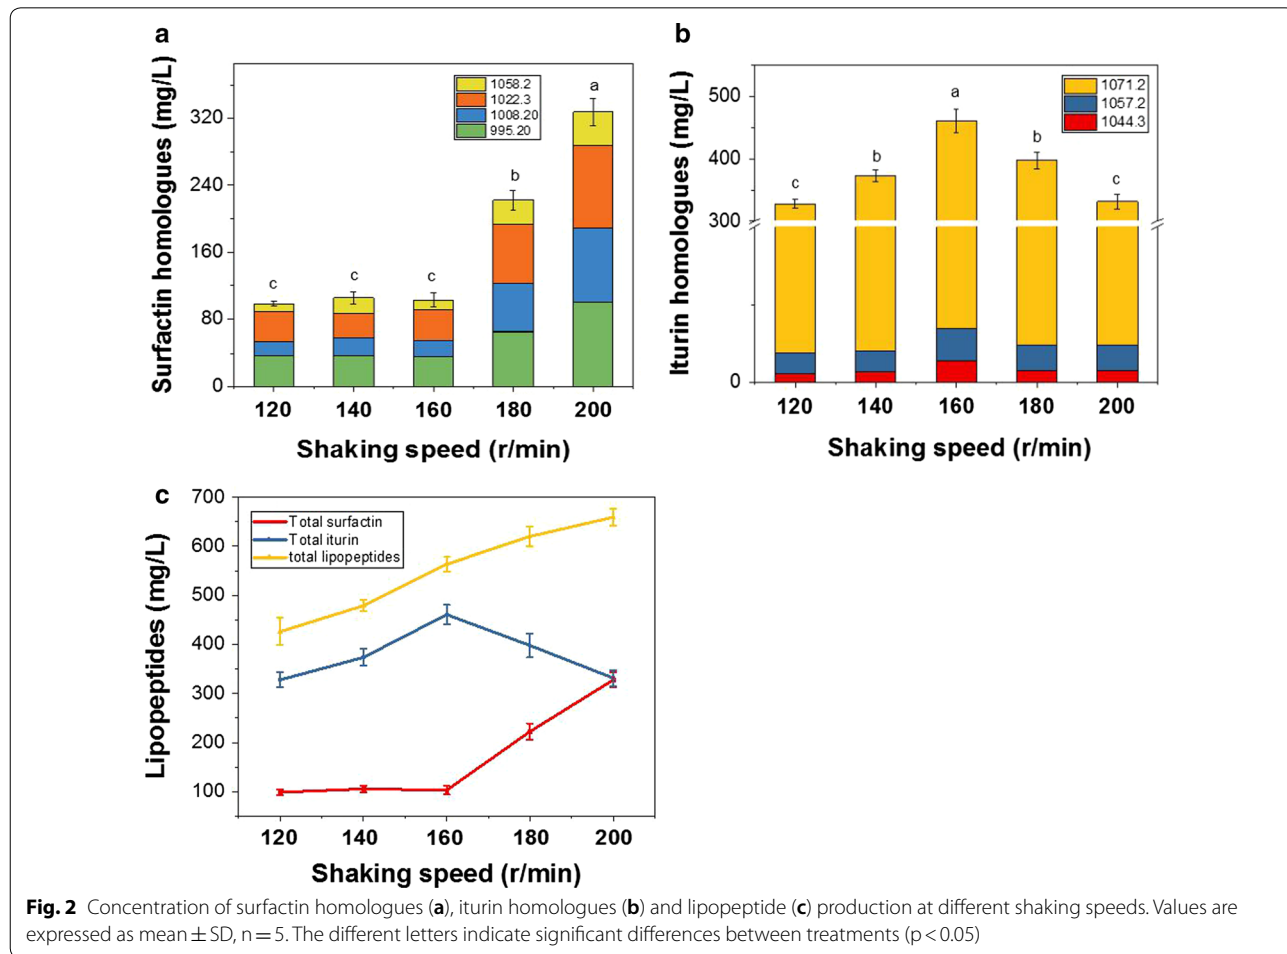 a
Surfactin homologues (mg/L)
320
240
160
80
0
1058.2
1022.3
1008.20
995.20
c
c
c
b
a
120 140 160 180 200
Shaking speed (r/min)
b
Iturin homologues (mg/L)
500
400
300
0
1071.2
1057.2
1044.3
c
b
a
b
c
120 140 160 180 200
Shaking speed (r/min)
c
Lipopeptides (mg/L)
700
600
500
400
300
200
100
Total surfactin
Total iturin
total lipopeptides
120 140 160 180 200
Shaking speed (r/min)
Fig. 2 Concentration of surfactin homologues (a), iturin homologues (b) and lipopeptide (c) production at different shaking speeds. Values are
expressed as mean ± SD, n = 5. The different letters indicate significant differences between treatments (p < 0.05)